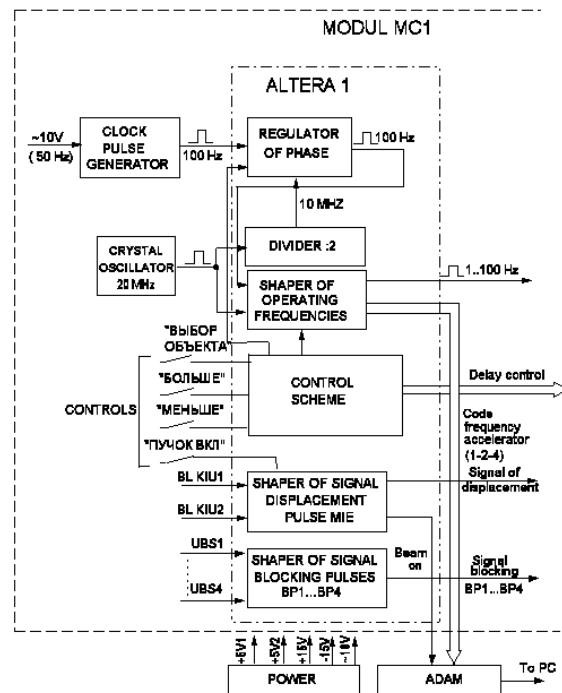 MODUL MC1
ALTERA 1
~10V
(50 Hz)
CLOCK
PULSE
GENERATOR
100 Hz
REGULATOR
OF PHASE
100 Hz
10 MHZ
CRYSTAL
OSCILLATOR
20 MHz
DIVIDER :2
SHAPER OF
OPERATING
FREQUENCIES
1..100 Hz
"ВЫБОР
ОБЪЕКТА"
"БОЛЬШЕ"
CONTROLS
"МЕНЬШЕ"
"ПУЧОК ВКЛ"
CONTROL
SCHEME
Delay control
Code
frequency
accelerator
(1-2-4)
BL KIU1
BL KIU2
SHAPER OF SIGNAL
DISPLACEMENT
PULSE MIE
Signal of
displacement
UBS1
UBS4
SHAPER OF SIGNAL
BLOCKING PULSES
BP1...BP4
Beam
on
Signal
blocking
BP1...BP4
+5V1
+5V2
+15V
-15V
~10V
POWER
ADAM
To PC